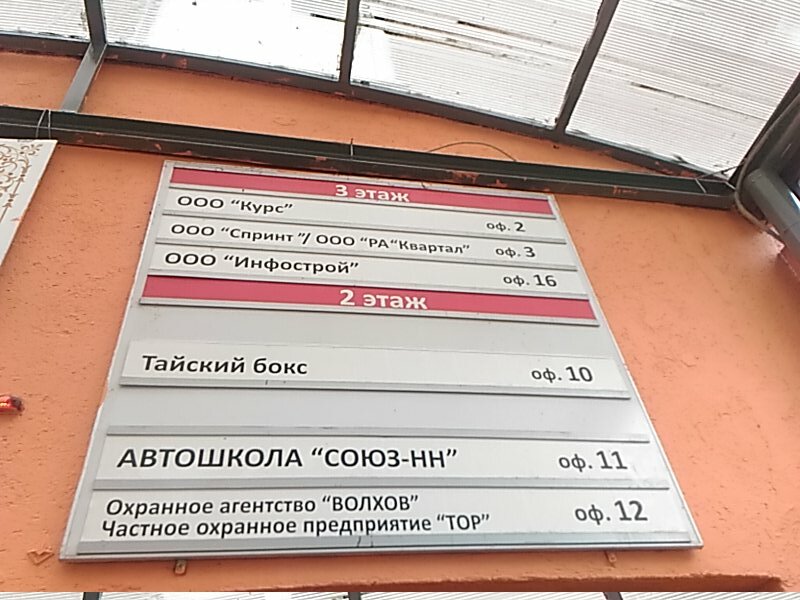 3 этаж
ООО "Курс" оф. 2
ООО "Спринт"/ ООО "РА"Квартал" оф. 3
ООО "Инфострой" оф. 16
2 этаж
Тайский бокс оф. 10
АВТОШКОЛА "СОЮЗ-НН" оф. 11
Охранное агентство "ВОЛХОВ"
Частное охранное предприятие "ТОР" оф. 12